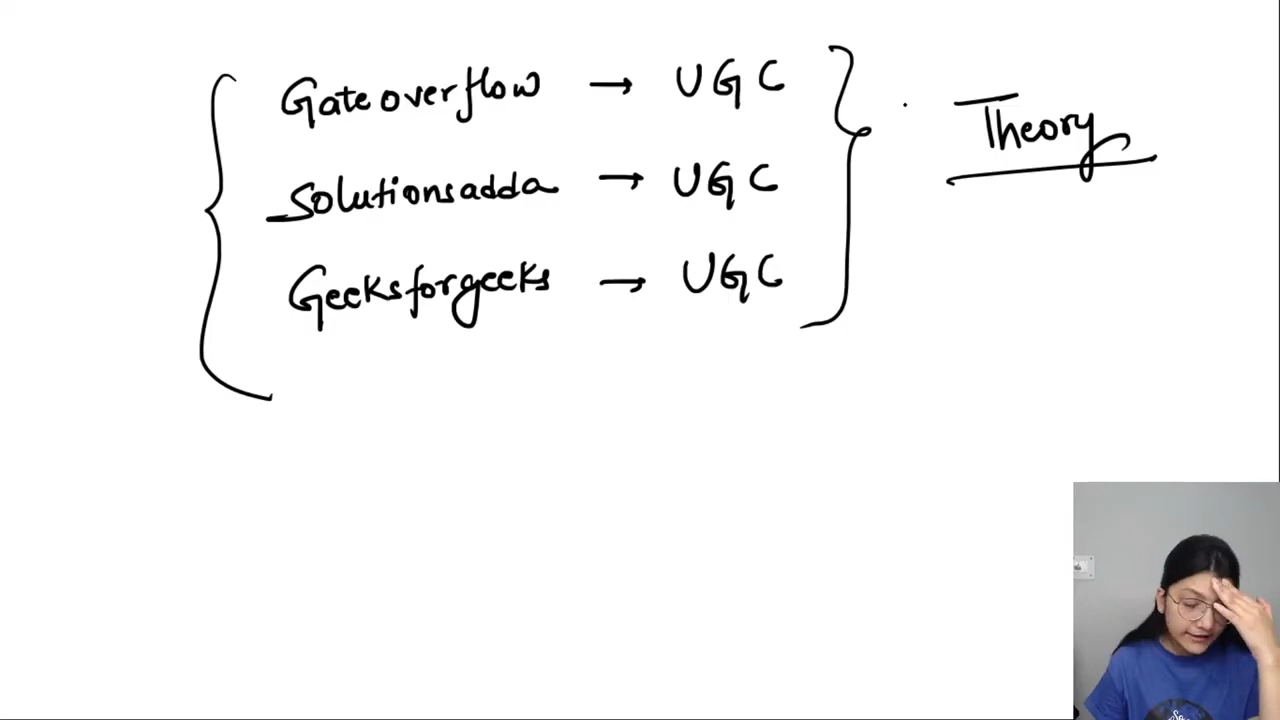 Gateoverflow → UGC
Theory
Solutionsadda → UGC
Geeksforgeeks → UGC